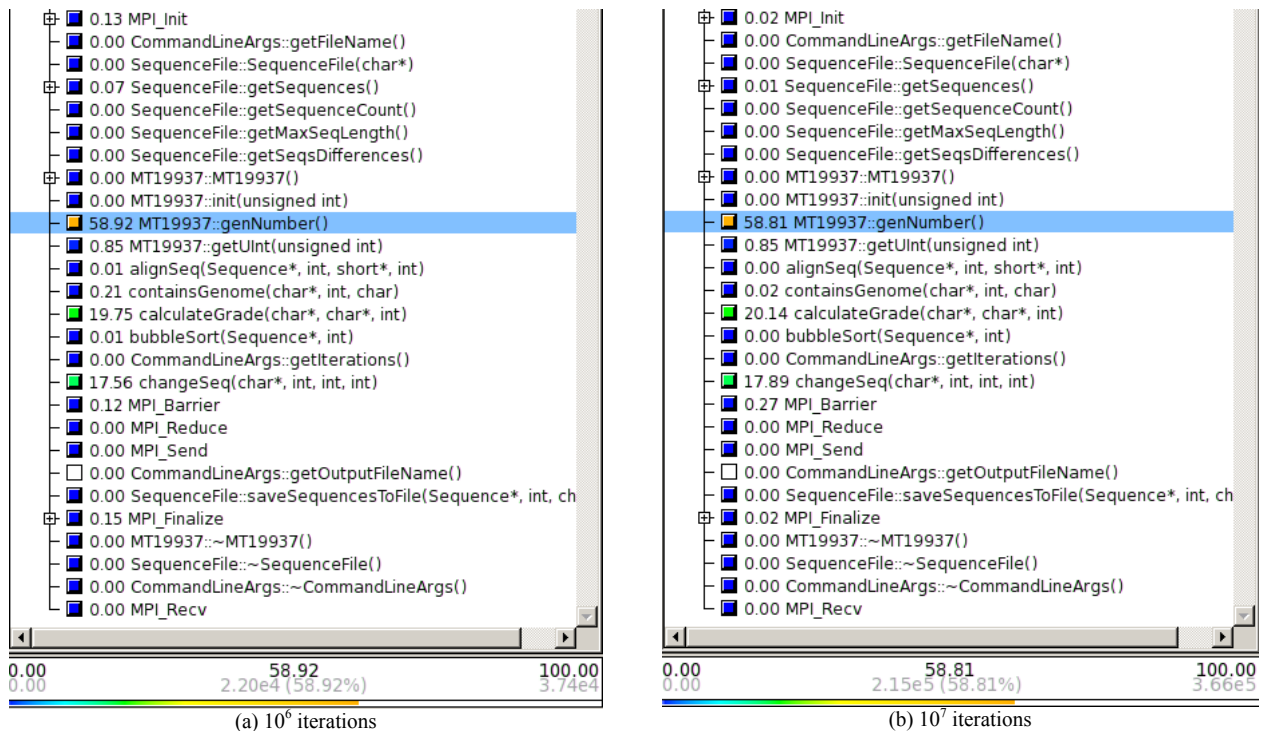 0.13 MPI_Init
0.00 CommandLineArgs::getFileName()
0.00 SequenceFile::SequenceFile(char*)
0.07 SequenceFile::getSequences()
0.00 SequenceFile::getSequenceCount()
0.00 SequenceFile::getMaxSeqLength()
0.00 SequenceFile::getSeqsDifferences()
0.00 MT19937::MT19937()
0.00 MT19937::init(unsigned int)
58.92 MT19937::genNumber()
0.85 MT19937::getUInt(unsigned int)
0.01 alignSeq(Sequence*, int, short*, int)
0.21 containsGenome(char*, int, char)
19.75 calculateGrade(char*, char*, int)
0.01 bubbleSort(Sequence*, int)
0.00 CommandLineArgs::getIterations()
17.56 changeSeq(char*, int, int, int)
0.12 MPI_Barrier
0.00 MPI_Reduce
0.00 MPI_Send
0.00 CommandLineArgs::getOutputFileName()
0.00 SequenceFile::saveSequencesToFile(Sequence*, int, ch
0.15 MPI_Finalize
0.00 MT19937::~MT19937()
0.00 SequenceFile::~SequenceFile()
0.00 CommandLineArgs::~CommandLineArgs()
0.00 MPI_Recv
0.00 58.92 100.00
0.00 2.20e4 (58.92%) 3.74e4
(a) 10⁶ iterations
0.02 MPI_Init
0.00 CommandLineArgs::getFileName()
0.00 SequenceFile::SequenceFile(char*)
0.01 SequenceFile::getSequences()
0.00 SequenceFile::getSequenceCount()
0.00 SequenceFile::getMaxSeqLength()
0.00 SequenceFile::getSeqsDifferences()
0.00 MT19937::MT19937()
0.00 MT19937::init(unsigned int)
58.81 MT19937::genNumber()
0.85 MT19937::getUInt(unsigned int)
0.00 alignSeq(Sequence*, int, short*, int)
0.02 containsGenome(char*, int, char)
20.14 calculateGrade(char*, char*, int)
0.00 bubbleSort(Sequence*, int)
0.00 CommandLineArgs::getIterations()
17.89 changeSeq(char*, int, int, int)
0.27 MPI_Barrier
0.00 MPI_Reduce
0.00 MPI_Send
0.00 CommandLineArgs::getOutputFileName()
0.00 SequenceFile::saveSequencesToFile(Sequence*, int, ch
0.02 MPI_Finalize
0.00 MT19937::~MT19937()
0.00 SequenceFile::~SequenceFile()
0.00 CommandLineArgs::~CommandLineArgs()
0.00 MPI_Recv
0.00 58.81 100.00
0.00 2.15e5 (58.81%) 3.66e5
(b) 10⁷ iterations